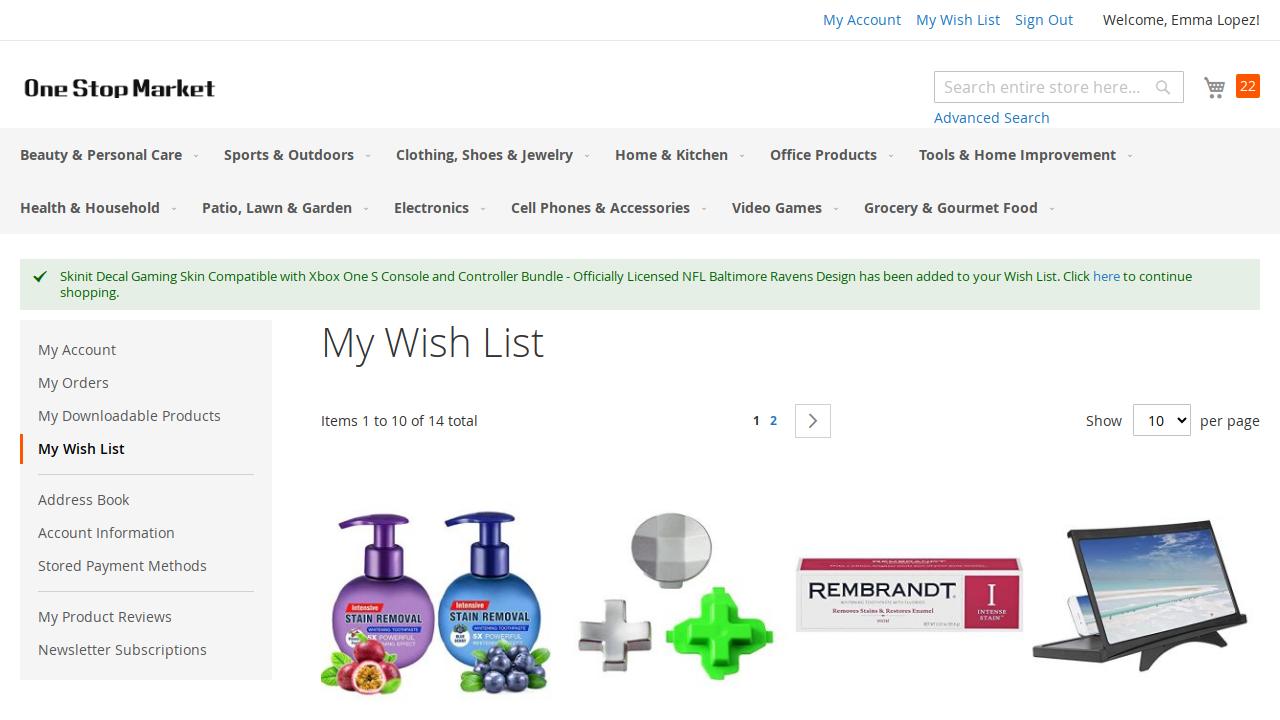 My Account My Wish List Sign Out Welcome, Emma Lopez!
One Stop Market
Search entire store here...
22
Advanced Search
Beauty & Personal Care Sports & Outdoors Clothing, Shoes & Jewelry Home & Kitchen Office Products Tools & Home Improvement
Health & Household Patio, Lawn & Garden Electronics Cell Phones & Accessories Video Games Grocery & Gourmet Food
Skinit Decal Gaming Skin Compatible with Xbox One S Console and Controller Bundle - Officially Licensed NFL Baltimore Ravens Design has been added to your Wish List. Click here to continue
shopping.
My Account
My Orders
My Downloadable Products
My Wish List
Address Book
Account Information
Stored Payment Methods
My Product Reviews
Newsletter Subscriptions
My Wish List
Items 1 to 10 of 14 total
1 2
Show 10 per page
Intensive
STAIN REMOVAL
WHITENING TOOTHPASTE
5X POWERFUL
Intensive
STAIN REMOVAL
WHITENING TOOTHPASTE
5X POWERFUL
REMBRANDT
WHITENING TOOTHPASTE WITH FLUORIDE
Removes Stains & Restores Enamel
MINT
I
INTENSE
STAIN